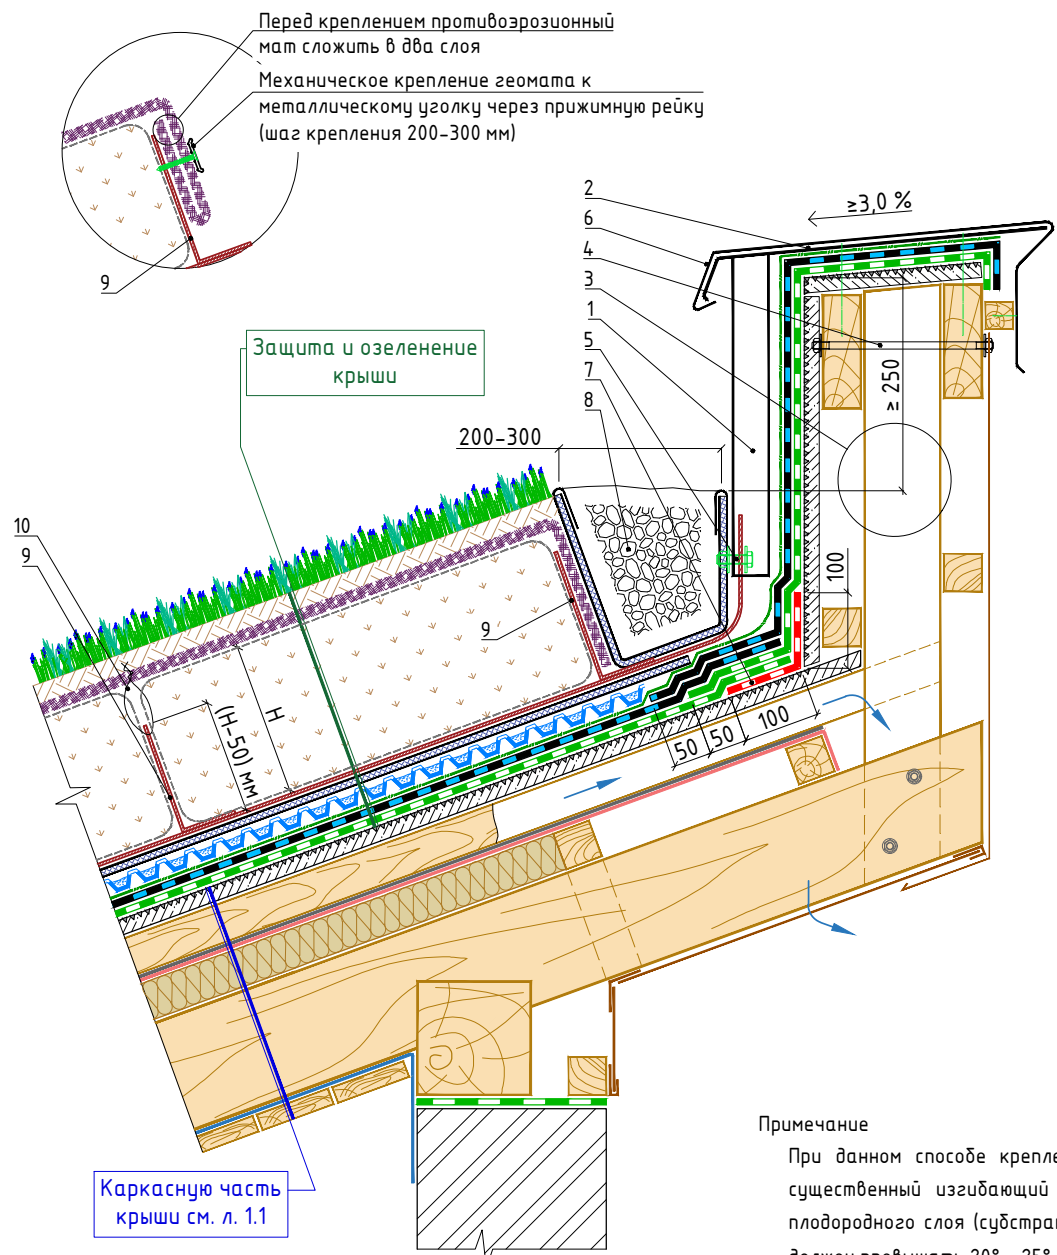 Перед креплением противоэрозионный
мат сложить в два слоя
Механическое крепление геомата к
металлическому уголку через прижимную рейку
(шаг крепления 200-300 мм)
9
2
6
4
3
1
5
7
8
≥3,0 %
Защита и озеленение
крыши
200-300
≥ 250
10
9
9
100
H
(H-50) мм
50
50
100
Каркасную часть
крыши см. л. 1.1
Примечание
При данном способе
существенный изгибающий
плодородного слоя